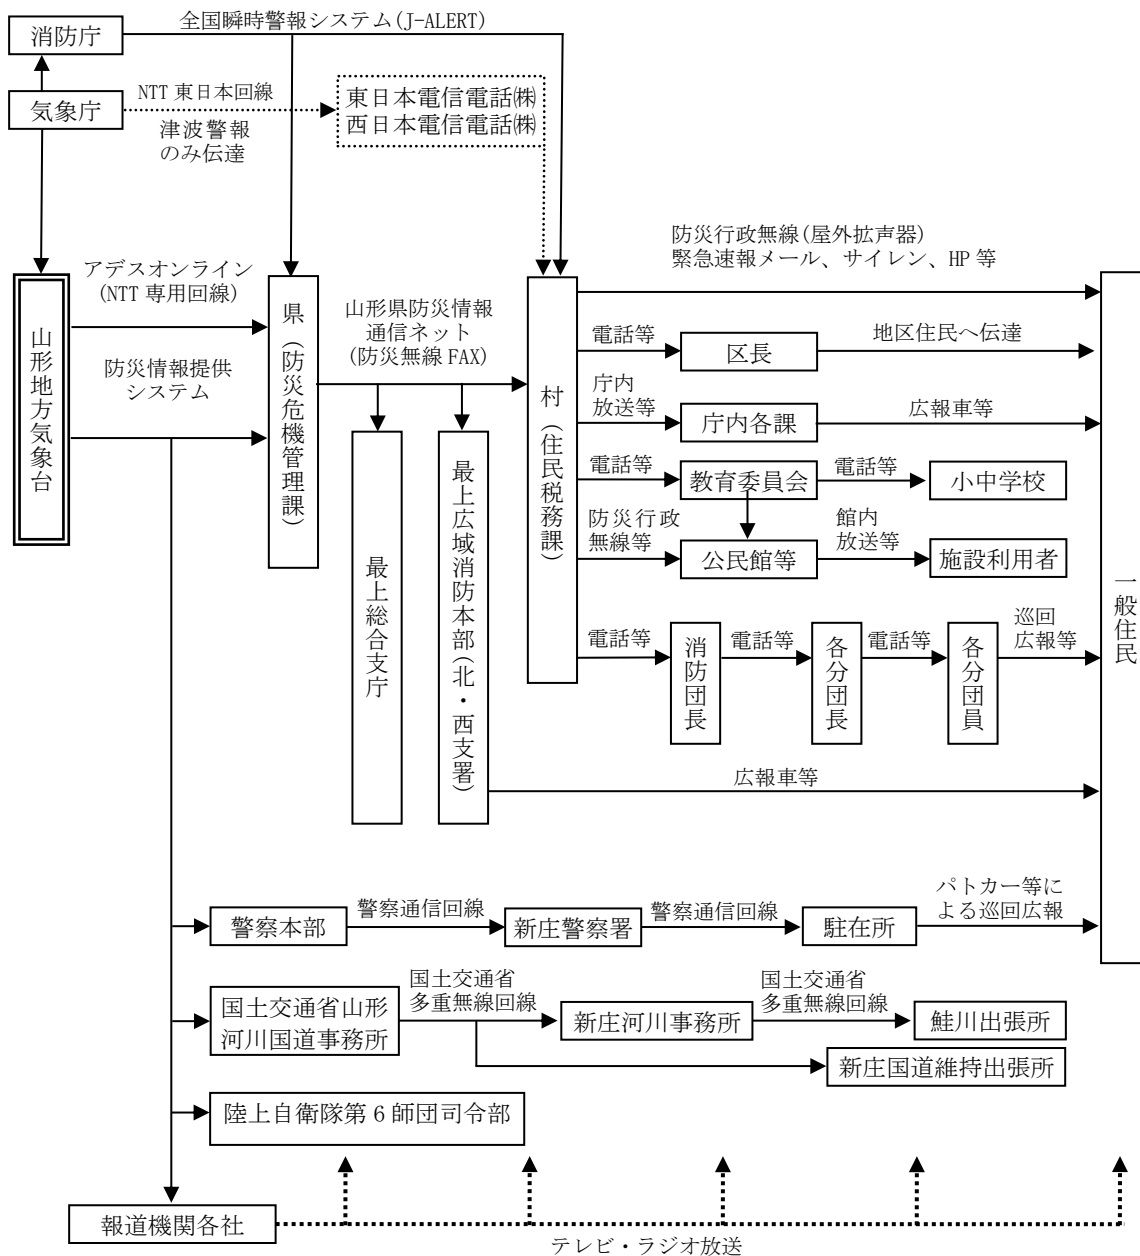 全国瞬時警報システム(J-ALERT)
消防庁
気象庁
NTT 東日本回線
津波警報
のみ伝達
東日本電信電話㈱
西日本電信電話㈱
防災行政無線(屋外拡声器)
緊急速報メール、サイレン、HP 等
アデスオンライン
(NTT 専用回線)
防災情報提供
システム
山形地方気象台
県(防災危機管理課)
山形県防災情報
通信ネット
(防災無線 FAX)
村(住民税務課)
電話等
区長
地区住民へ伝達
庁内
放送等
庁内各課
広報車等
電話等
教育委員会
電話等
小中学校
防災行政
無線等
公民館等
館内
放送等
施設利用者
最上総合支庁
最上広域消防本部(北・西支署)
電話等
消防団長
電話等
各分団長
電話等
各分団員
巡回
広報等
一般住民
広報車等
警察本部
警察通信回線
新庄警察署
警察通信回線
駐在所
パトカー等に
よる巡回広報
国土交通省山形
河川国道事務所
国土交通省
多重無線回線
新庄河川事務所
国土交通省
多重無線回線
鮭川出張所
新庄国道維持出張所
陸上自衛隊第6師団司令部
報道機関各社
テレビ・ラジオ放送